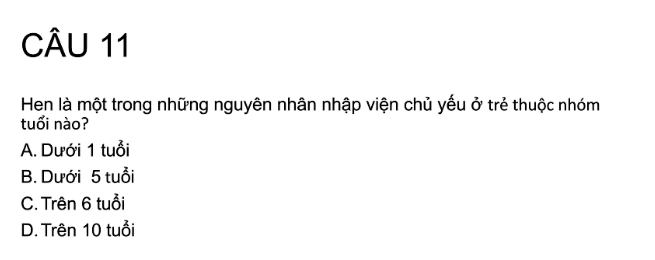 CÂU 11
Hen là một trong những nguyên nhân nhập viện chủ yếu ở trẻ thuộc nhóm
tuổi nào?
A. Dưới 1 tuổi
B. Dưới 5 tuổi
C. Trên 6 tuổi
D. Trên 10 tuổi